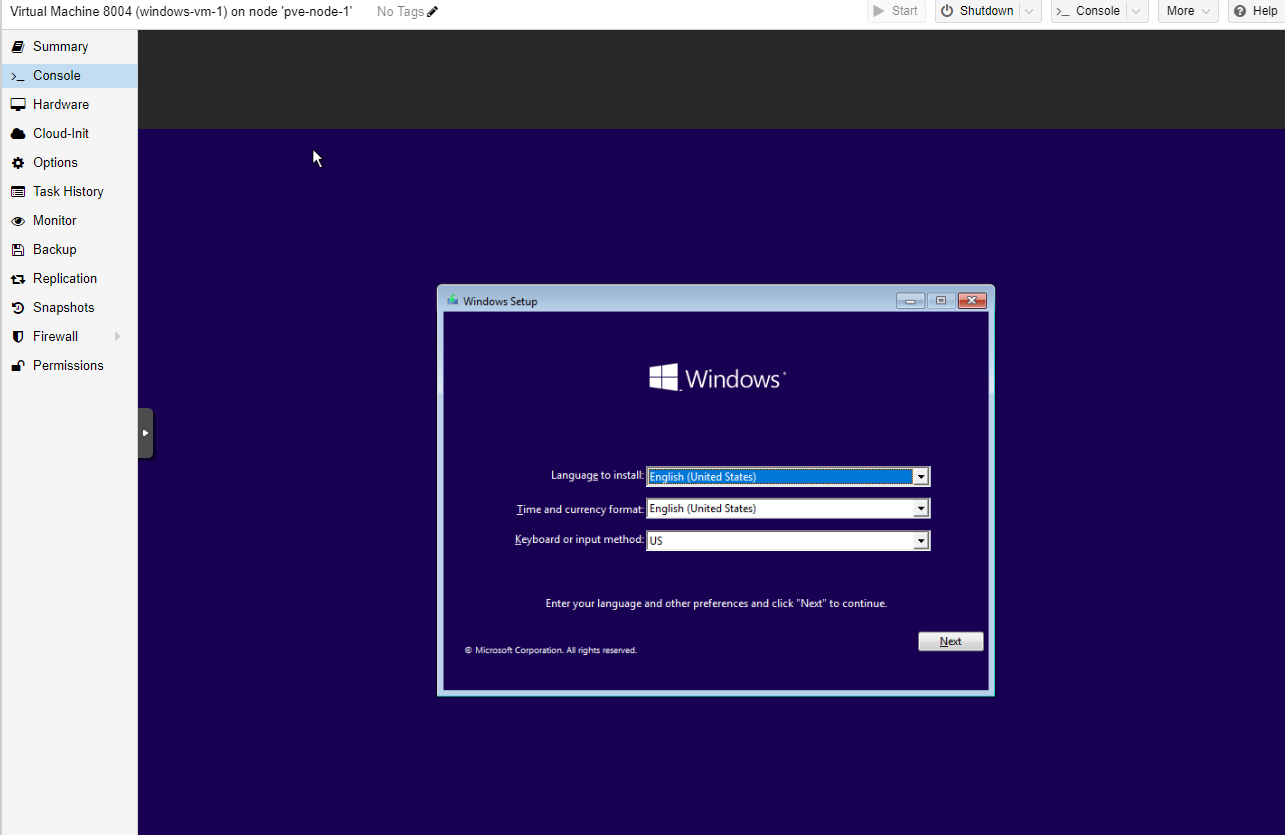 Virtual Machine 8004 (windows-vm-1) on node 'pve-node-1' No Tags Start Shutdown >_ Console More Help
Summary
>_ Console
Hardware
Cloud-Init
Options
Task History
Monitor
Backup
Replication
Snapshots
Firewall
Permissions
Windows Setup
Windows
Language to install: English (United States)
Time and currency format: English (United States)
Keyboard or input method: US
Enter your language and other preferences and click "Next" to continue.
Next
© Microsoft Corporation. All rights reserved.